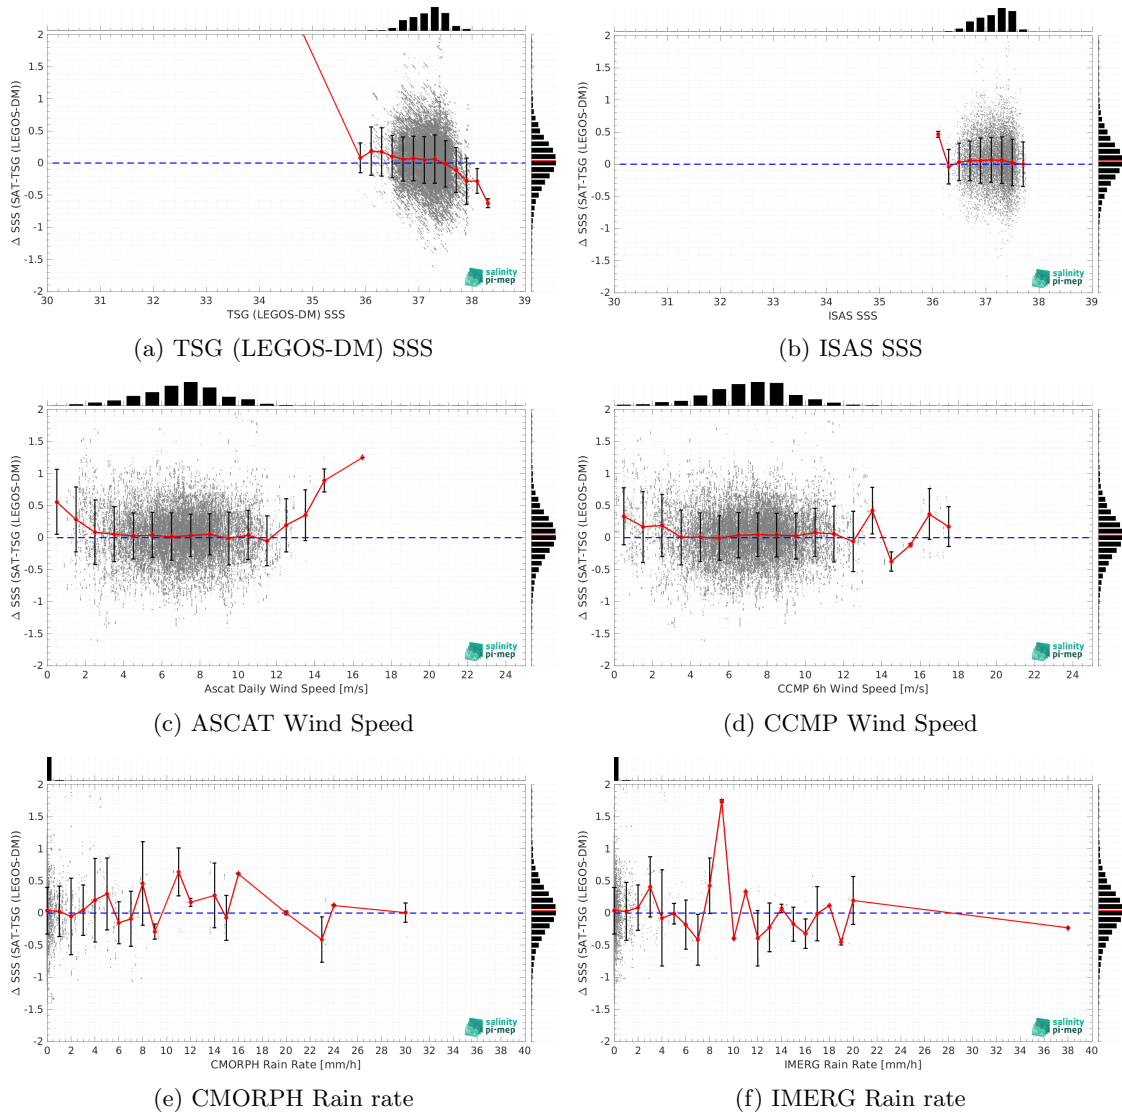 2
1.5
1
0.5
0
-0.5
-1
-1.5
-2
Δ SSS (SAT-TSG (LEGOS-DM))
30 31 32 33 34 35 36 37 38 39
TSG (LEGOS-DM) SSS
salinity
pi-mep
(a) TSG (LEGOS-DM) SSS
2
1.5
1
0.5
0
-0.5
-1
-1.5
-2
Δ SSS (SAT-TSG (LEGOS-DM))
30 31 32 33 34 35 36 37 38 39
ISAS SSS
salinity
pi-mep
(b) ISAS SSS
2
1.5
1
0.5
0
-0.5
-1
-1.5
-2
Δ SSS (SAT-TSG (LEGOS-DM))
0 2 4 6 8 10 12 14 16 18 20 22 24
Ascat Daily Wind Speed [m/s]
salinity
pi-mep
(c) ASCAT Wind Speed
2
1.5
1
0.5
0
-0.5
-1
-1.5
-2
Δ SSS (SAT-TSG (LEGOS-DM))
0 2 4 6 8 10 12 14 16 18 20 22 24
CCMP 6h Wind Speed [m/s]
salinity
pi-mep
(d) CCMP Wind Speed
2
1.5
1
0.5
0
-0.5
-1
-1.5
-2
Δ SSS (SAT-TSG (LEGOS-DM))
0 2 4 6 8 10 12 14 16 18 20 22 24 26 28 30 32 34 36 38 40
CMORPH Rain Rate [mm/h]
salinity
pi-mep
(e) CMORPH Rain rate
2
1.5
1
0.5
0
-0.5
-1
-1.5
-2
Δ SSS (SAT-TSG (LEGOS-DM))
0 2 4 6 8 10 12 14 16 18 20 22 24 26 28 30 32 34 36 38 40
IMERG Rain Rate [mm/h]
salinity
pi-mep
(f) IMERG Rain rate